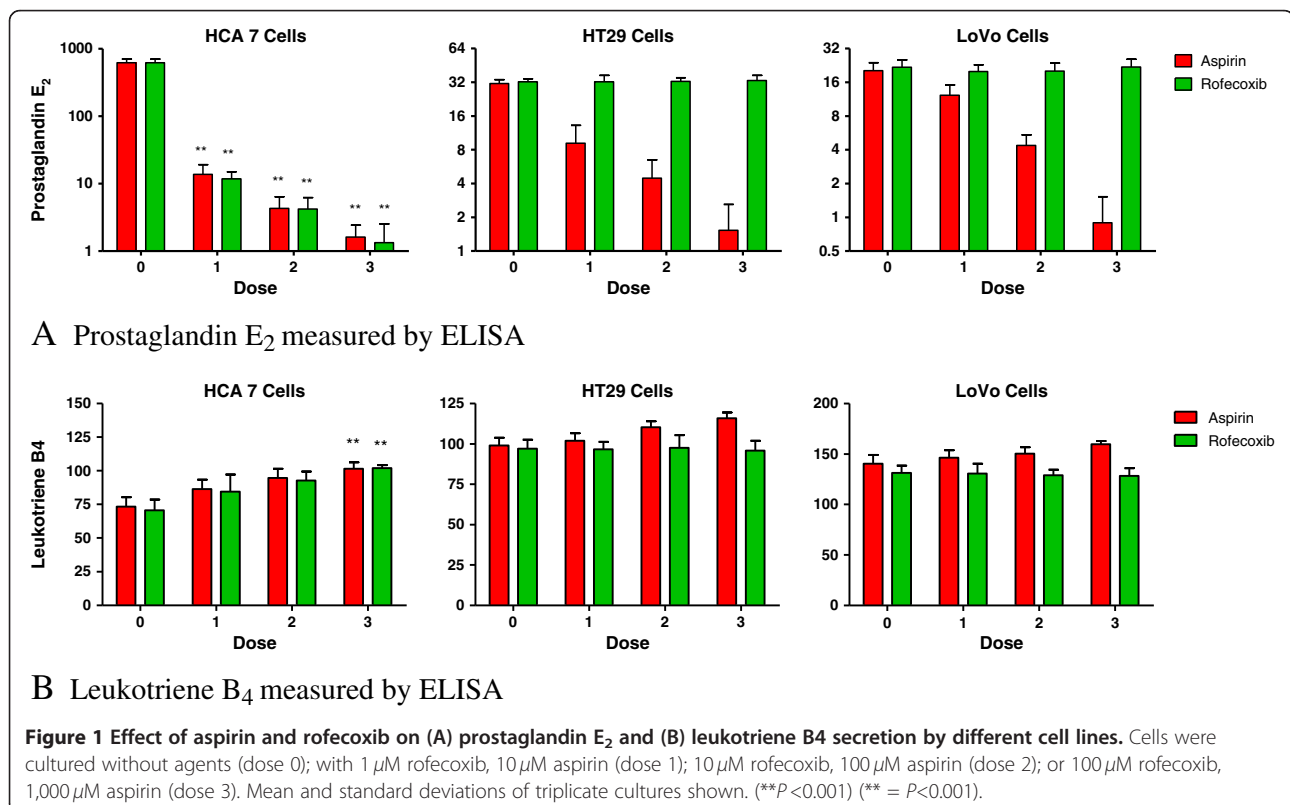 HCA 7 Cells
HT29 Cells
LoVo Cells
Prostaglandin E2
1000
100
10
1
** ** ** ** ** **
0 1 2 3
Dose
64
32
16
8
4
2
1
0 1 2 3
Dose
32
16
8
4
2
1
0.5
0 1 2 3
Dose
Aspirin
Rofecoxib
A Prostaglandin E2 measured by ELISA
HCA 7 Cells
HT29 Cells
LoVo Cells
Leukotriene B4
150
125
100
75
50
25
0
** **
0 1 2 3
Dose
125
100
75
50
25
0
0 1 2 3
Dose
200
150
100
50
0
0 1 2 3
Dose
Aspirin
Rofecoxib
B Leukotriene B4 measured by ELISA
Figure 1 Effect of aspirin and rofecoxib on (A) prostaglandin E2 and (B) leukotriene B4 secretion by different cell lines. Cells were
cultured without agents (dose 0); with 1 μM rofecoxib, 10 μM aspirin (dose 1); 10 μM rofecoxib, 100 μM aspirin (dose 2); or 100 μM rofecoxib,
1,000 μM aspirin (dose 3). Mean and standard deviations of triplicate cultures shown. (**P<0.001) (** = P<0.001).